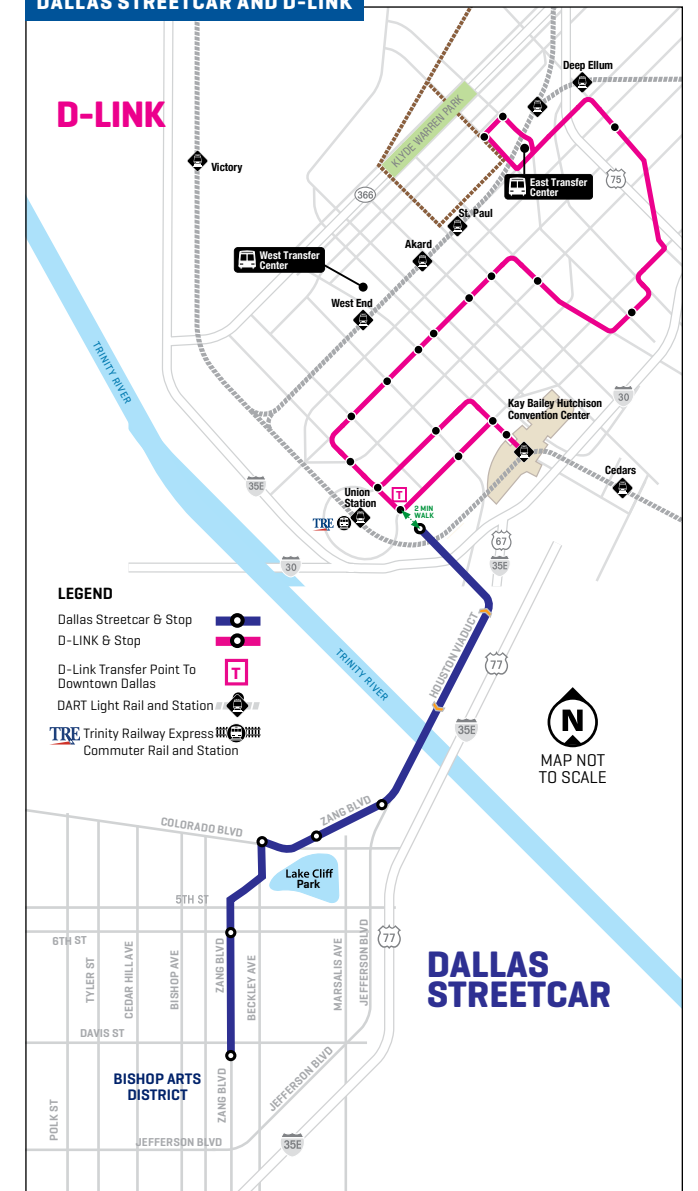 DALLAS STREETCAR AND D-LINK
D-LINK
Deep Ellum
KLYDE WARREN PARK
Victory
366
75
East Transfer
Center
St. Paul
Akard
West Transfer
Center
West End
TRINITY RIVER
30
Kay Bailey Hutchison
Convention Center
Cedars
35E
Union
Station
T
2 MIN
WALK
TRE
67
35E
30
LEGEND
Dallas Streetcar & Stop
D-LINK & Stop
D-Link Transfer Point To
Downtown Dallas
T
DART Light Rail and Station
TRE Trinity Railway Express
Commuter Rail and Station
HOUSTON VIADUCT
77
TRINITY RIVER
35E
N
MAP NOT
TO SCALE
ZANG BLVD
COLORADO BLVD
Lake Cliff
Park
5TH ST
6TH ST
TYLER ST
CEDAR HILL AVE
BISHOP AVE
ZANG BLVD
BECKLEY AVE
MARSALIS AVE
JEFFERSON BLVD
77
DALLAS
STREETCAR
DAVIS ST
BISHOP ARTS
DISTRICT
POLK ST
ZANG BLVD
JEFFERSON BLVD
JEFFERSON BLVD
35E